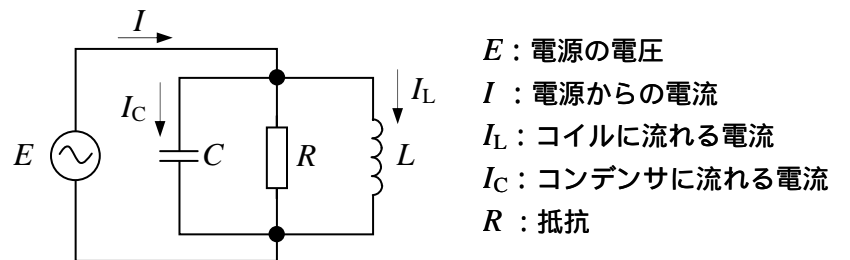 I
I_C
I_L
E
C
R
L
E：電源の電圧
I：電源からの電流
I_L：コイルに流れる電流
I_C：コンデンサに流れる電流
R：抵抗